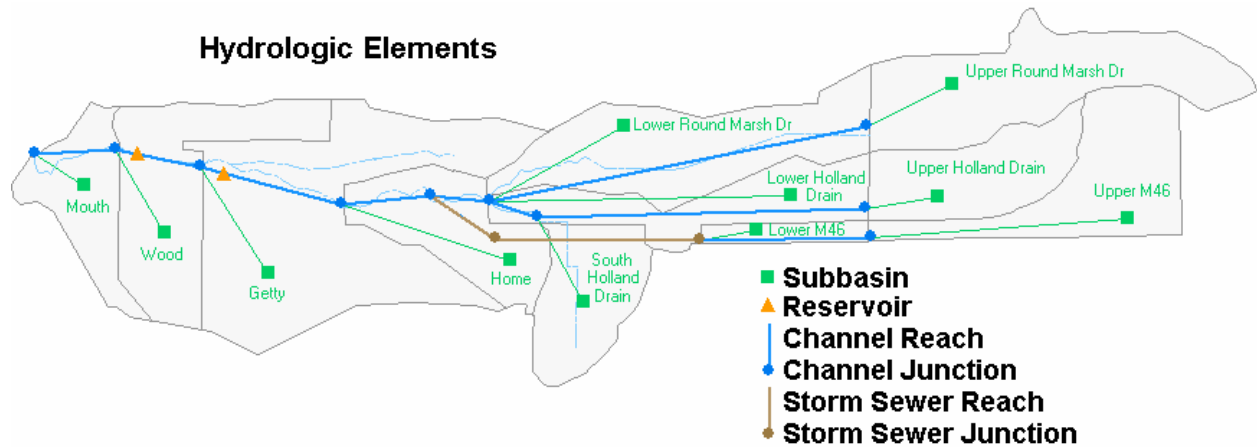 Hydrologic Elements
Upper Round Marsh Dr
Lower Round Marsh Dr
Lower Holland
Drain
Upper Holland Drain
Upper M46
Lower M46
Mouth
Wood
Getty
Home
South
Holland
Drain
Subbasin
Reservoir
Channel Reach
Channel Junction
Storm Sewer Reach
Storm Sewer Junction